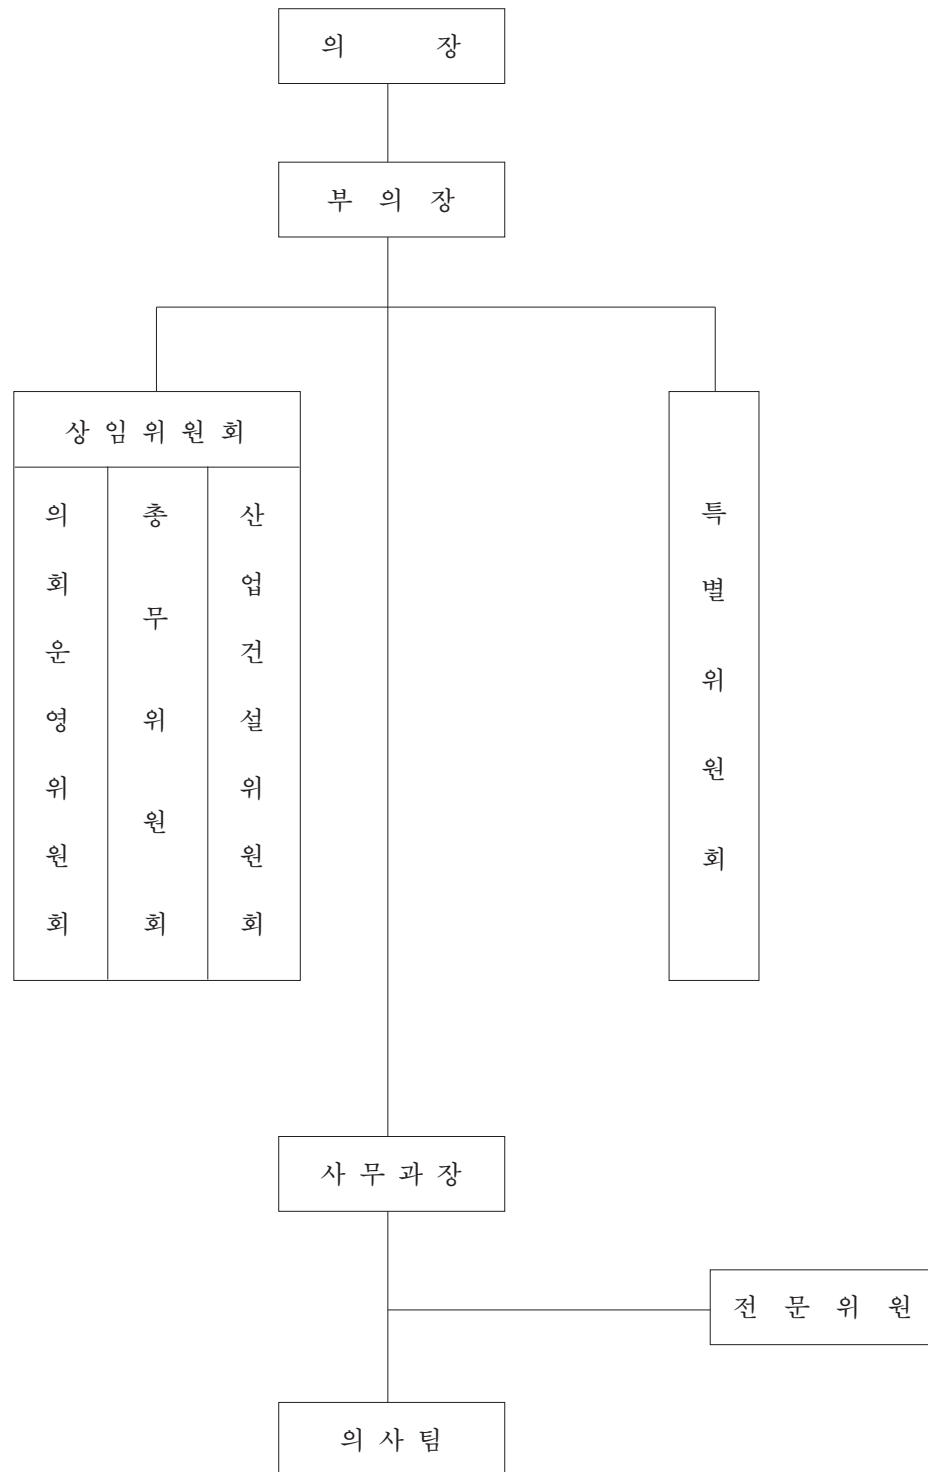 의 장
부 의 장
상 임 위 원 회
의회운영위원회
총무위원회
산업건설위원회
특별위원회
사 무 과 장
전 문 위 원
의 사 팀